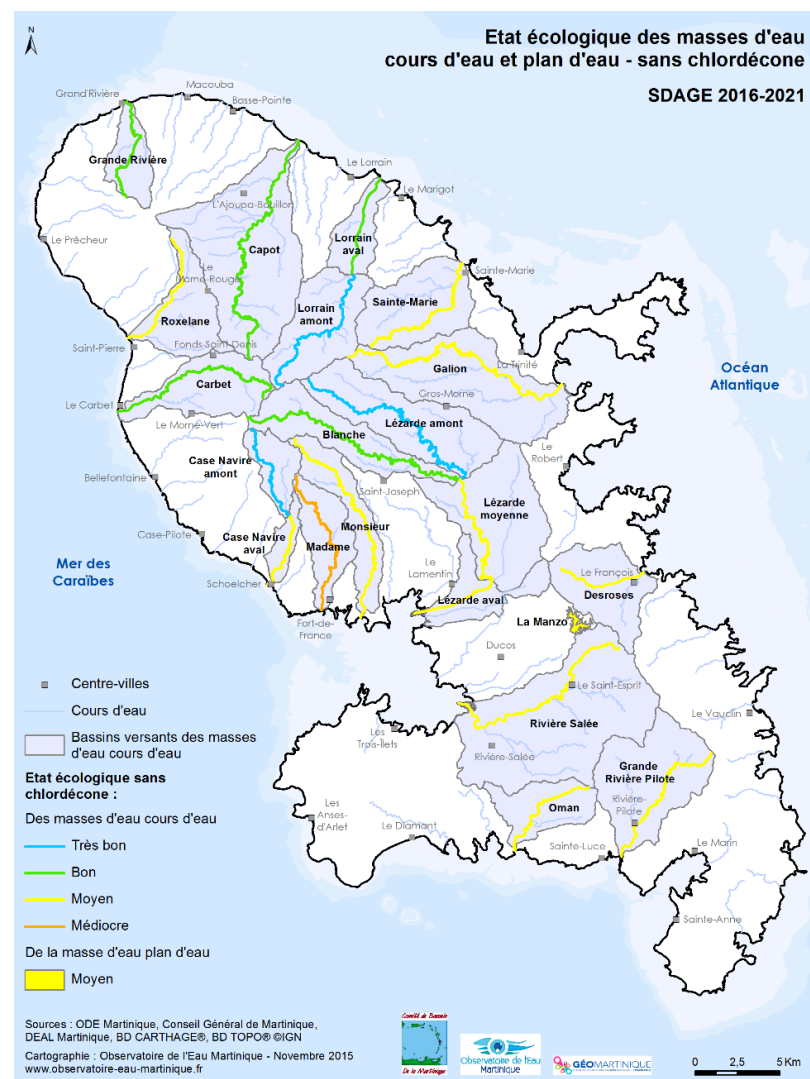 N
Etat écologique des masses d'eau
cours d'eau et plan d'eau - sans chlordécone
SDAGE 2016-2021
Macouba
Grand'Rivière
Basse-Pointe
Grande Rivière
Le Lorrain
Le Marigot
L'Ajoupa-Bouillon
Le Prêcheur
Capot
Lorrain
aval
Le
Morne-Rouge
Sainte-Marie
Lorrain
amont
Sainte-Marie
Roxelane
Saint-Pierre
Fonds-Saint-Denis
La Trinité
Galion
Océan
Atlantique
Carbet
Gros-Morne
Le Carbet
Le Morne-Vert
Lézarde amont
Blanche
Case Navire
amont
Le
Robert
Bellefontaine
Saint-Joseph
Lézarde
moyenne
Case-Pilote
Case Navire
aval
Monsieur
Madame
Mer des
Caraïbes
Le
Lamentin
Le François
Schoelcher
Desroses
Lézarde aval
Fort-de-
France
La Manzo
Ducos
Le Saint-Esprit
Le Vauclin
Rivière Salée
Les
Trois-Ilets
Rivière-Salée
Grande
Rivière Pilote
Les
Anses-
d'Arlet
Oman
Rivière-
Pilote
Le Diamant
Sainte-Luce
Le Marin
Sainte-Anne
Centre-villes
Cours d'eau
Bassins versants des masses
d'eau cours d'eau
Etat écologique sans
chlordécone :
Des masses d'eau cours d'eau
Très bon
Bon
Moyen
Médiocre
De la masse d'eau plan d'eau
Moyen
Sources : ODE Martinique, Conseil Général de Martinique,
DEAL Martinique, BD CARTHAGE®, BD TOPO® ©IGN
Cartographie : Observatoire de l'Eau Martinique - Novembre 2015
www.observatoire-eau-martinique.fr
Comité de Bassin
De la Martinique
Observatoire de l'Eau
Martinique
GÉOMARTINIQUE
0 2,5 5 Km